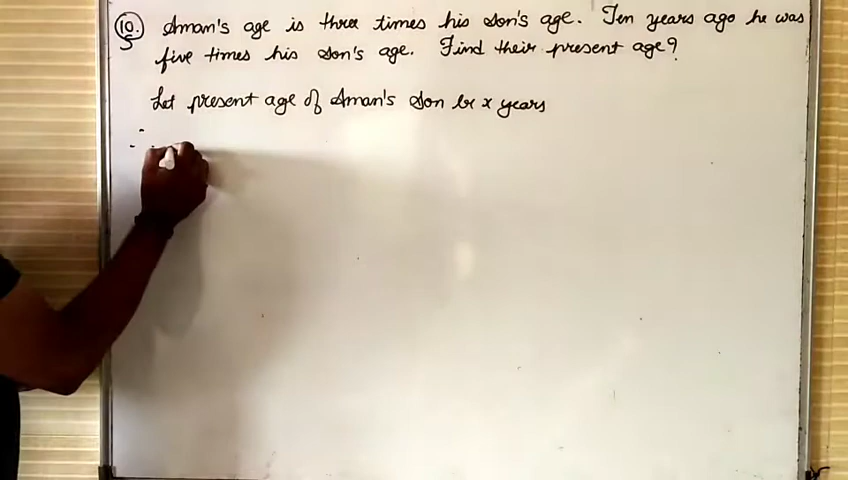 10. Aman's age is three times his son's age. Ten years ago he was
5 five times his son's age. Find their present age?
Let present age of Aman's Son be x years
∴